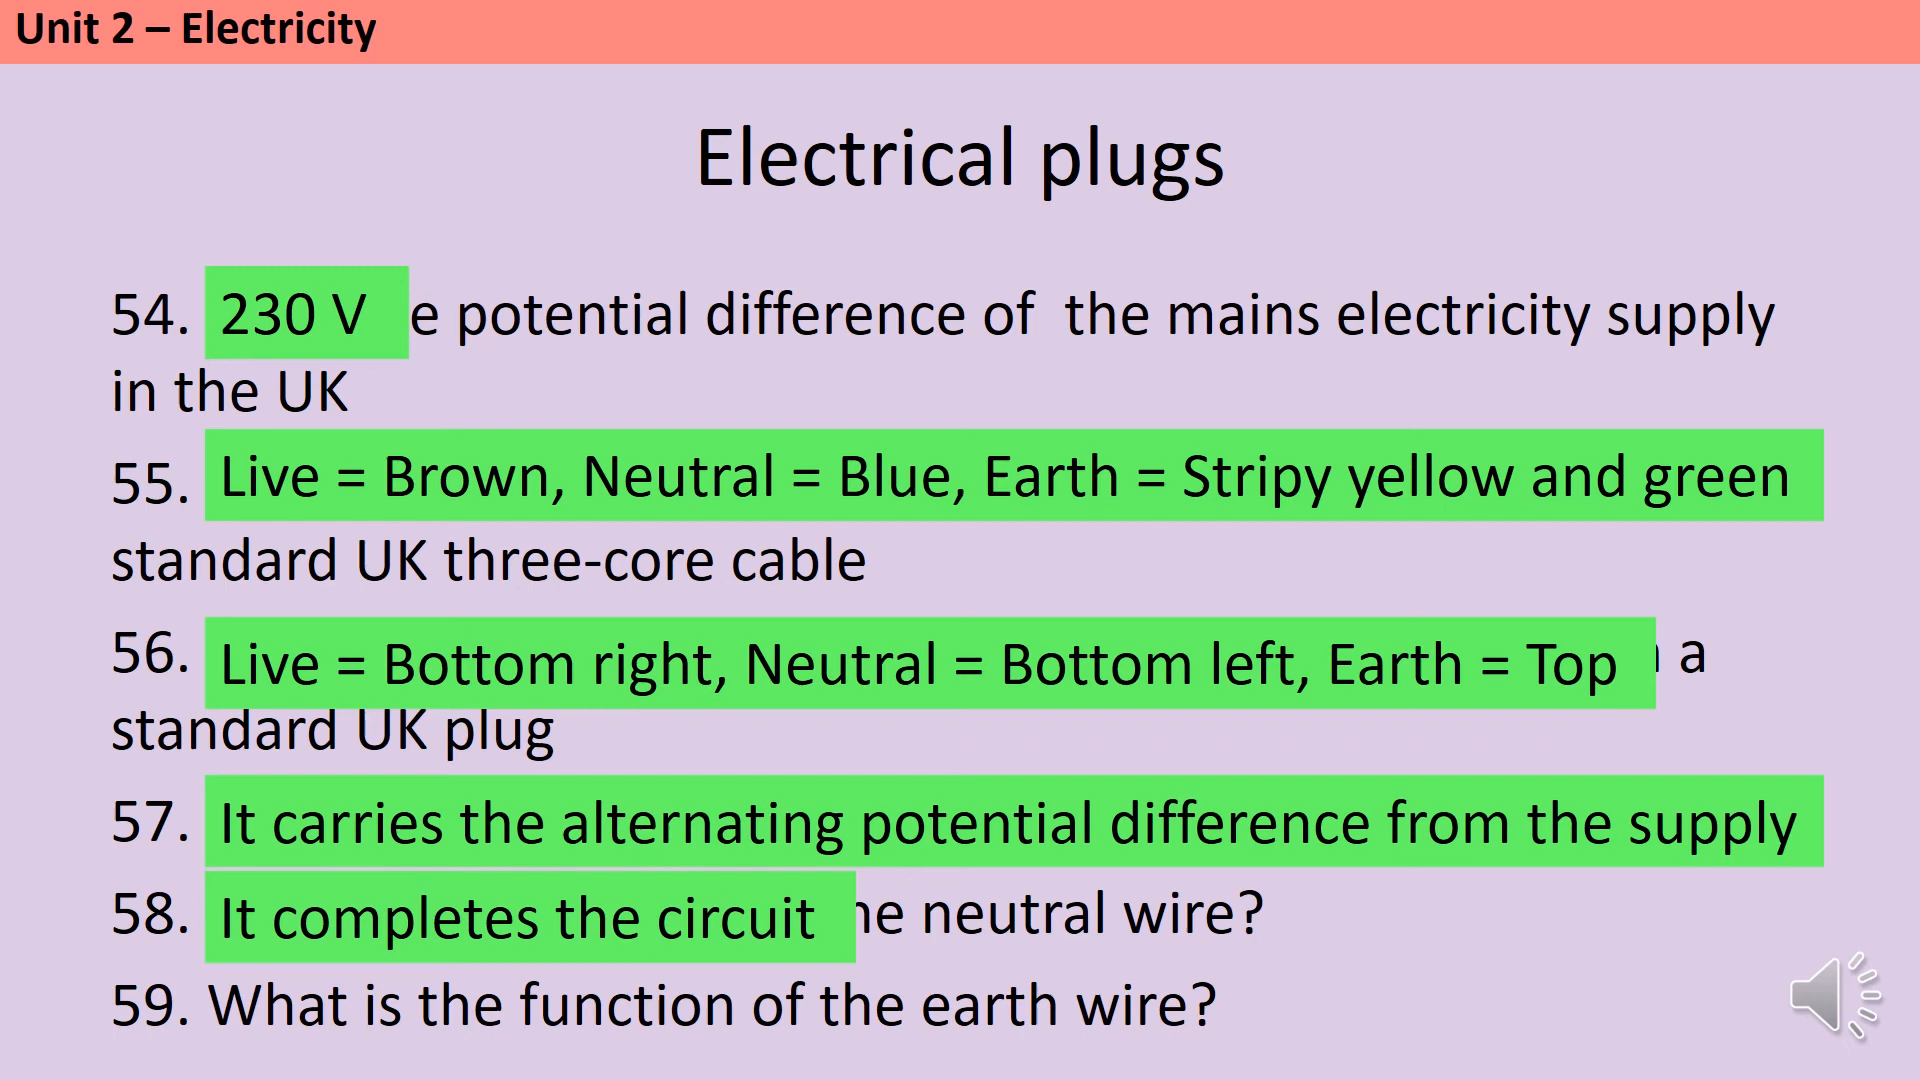 Unit 2 – Electricity
Electrical plugs
54. 230 V e potential difference of the mains electricity supply
in the UK
55. Live = Brown, Neutral = Blue, Earth = Stripy yellow and green
standard UK three-core cable
56. Live = Bottom right, Neutral = Bottom left, Earth = Top a
standard UK plug
57. It carries the alternating potential difference from the supply
58. It completes the circuit he neutral wire?
59. What is the function of the earth wire?